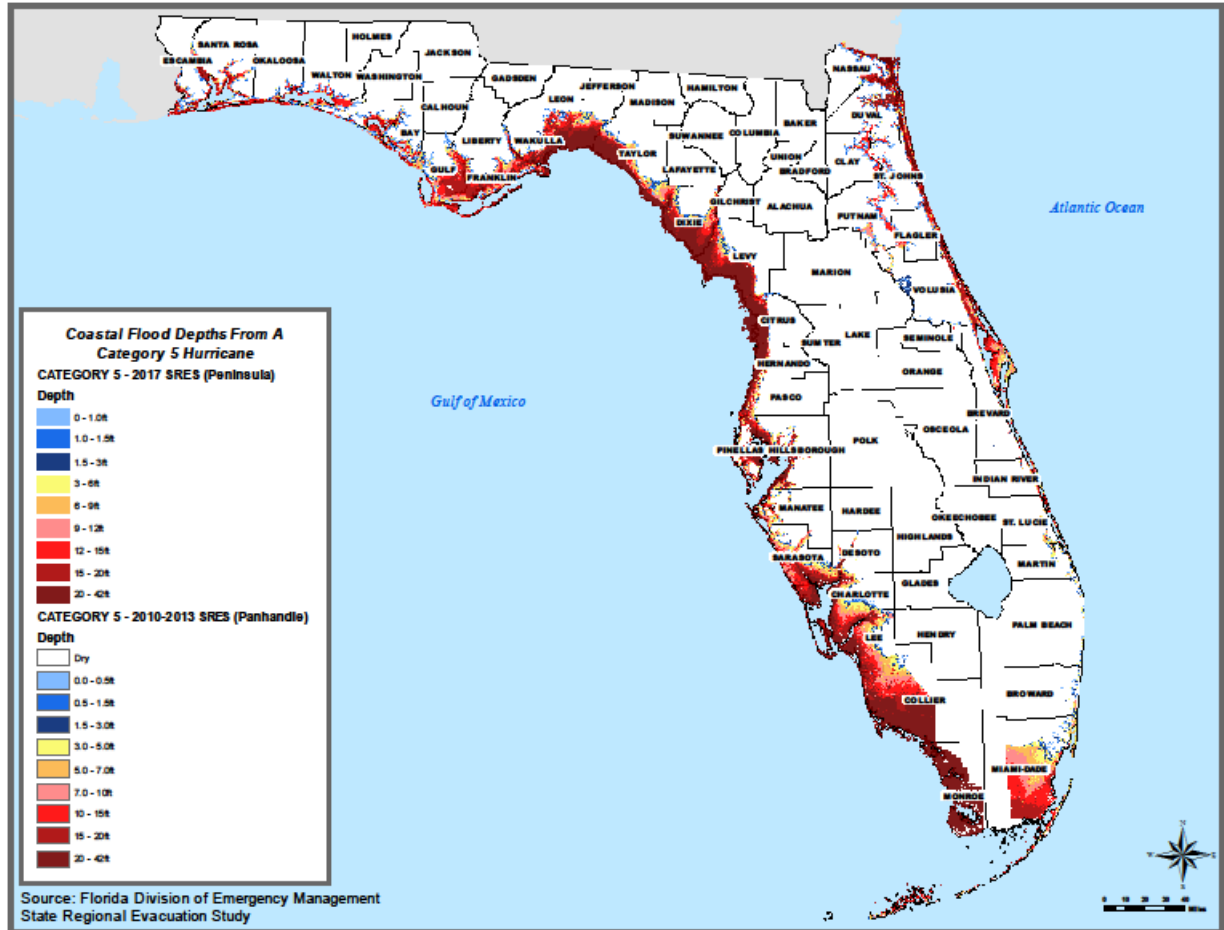 HOLMES
SANTA ROSA
JACKSON
ESCAMBIA
OKALOOSA
WALTON
WASHINGTON
GADSDEN
NASSAU
JEFFERSON
HAMILTON
LEON
MADISON
CALHOUN
BAKER
DUVAL
BAY
LIBERTY
WAKULLA
SUWANNEE
COLUMBIA
TAYLOR
UNION
CLAY
GULF
FRANKLIN
LAFAYETTE
BRADFORD
ST. JOHNS
GILCHRIST
ALACHUA
Atlantic Ocean
DIXIE
PUTNAM
FLAGLER
LEVY
MARION
VOLUSIA
CITRUS
LAKE
SEMINOLE
SUMTER
HERNANDO
ORANGE
PASCO
Gulf of Mexico
BREVARD
OSCEOLA
POLK
PINELLAS
HILLSBOROUGH
INDIAN RIVER
MANATEE
HARDEE
OKEECHOBEE
ST. LUCIE
HIGHLANDS
SARASOTA
DESOTO
MARTIN
GLADES
CHARLOTTE
PALM BEACH
LEE
HENDRY
BROWARD
COLLIER
MIAMI-DADE
MONROE
Coastal Flood Depths From A
Category 5 Hurricane
CATEGORY 5 - 2017 SRES (Peninsula)
Depth
0 - 1.0ft
1.0 - 1.5ft
1.5 - 3ft
3 - 6ft
6 - 9ft
9 - 12ft
12 - 15ft
15 - 20ft
20 - 42ft
CATEGORY 5 - 2010-2013 SRES (Panhandle)
Depth
Dry
0.0 - 0.5ft
0.5 - 1.5ft
1.5 - 3.0ft
3.0 - 5.0ft
5.0 - 7.0ft
7.0 - 10ft
10 - 15ft
15 - 20ft
20 - 42ft
Source: Florida Division of Emergency Management
State Regional Evacuation Study
N
S
0 10 20 30 40
Miles